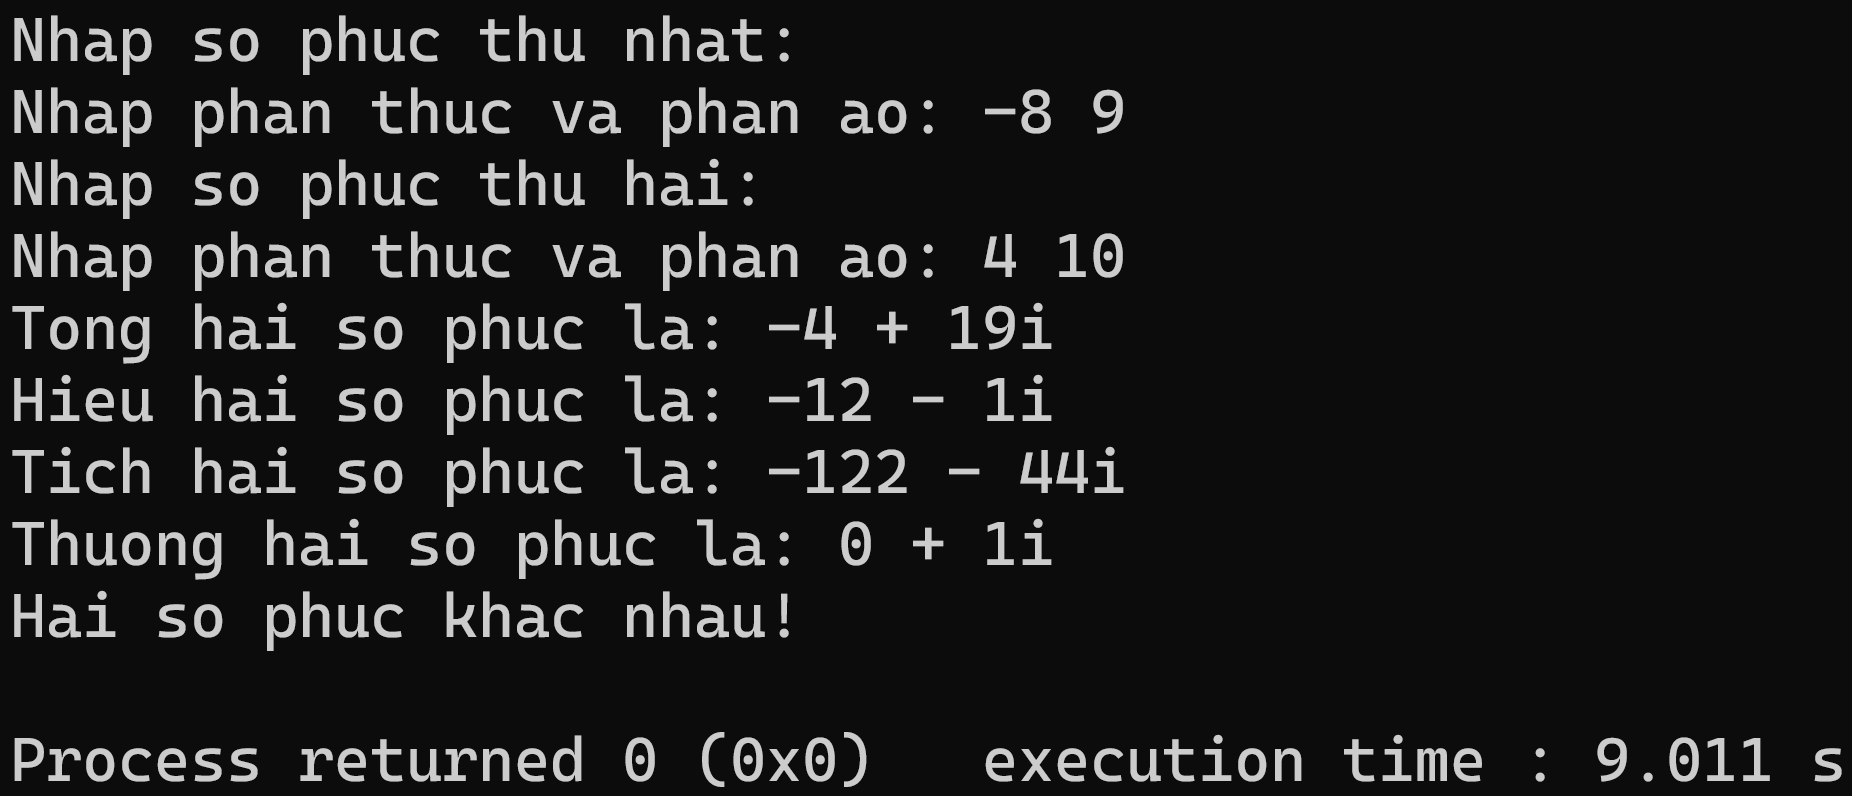 Nhap so phuc thu nhat:
Nhap phan thuc va phan ao: -8 9
Nhap so phuc thu hai:
Nhap phan thuc va phan ao: 4 10
Tong hai so phuc la: -4 + 19i
Hieu hai so phuc la: -12 - 1i
Tich hai so phuc la: -122 - 44i
Thuong hai so phuc la: 0 + 1i
Hai so phuc khac nhau!
Process returned 0 (0x0)   execution time : 9.011 s